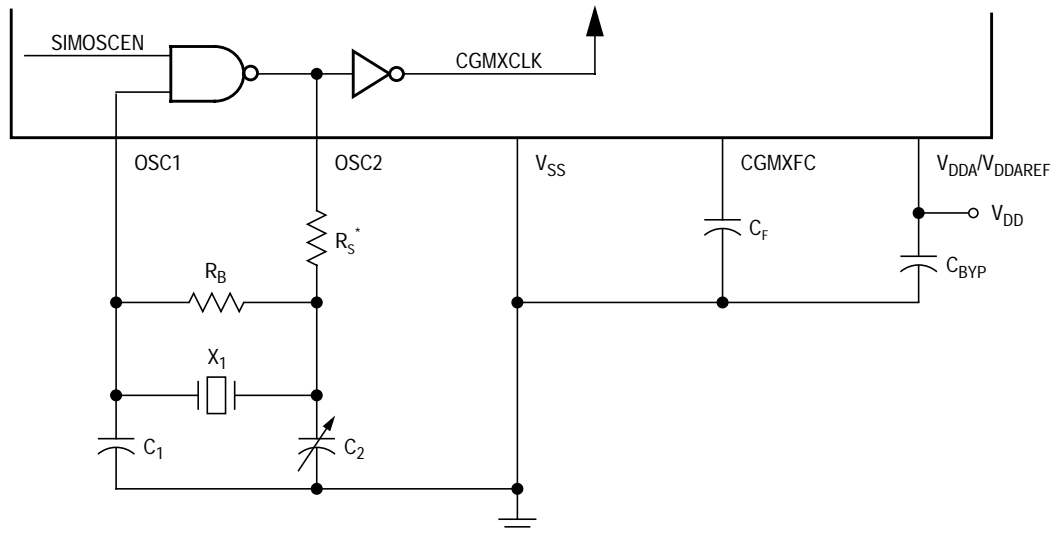 SIMOSCEN
CGMXCLK
OSC1
OSC2
VSS
CGMXFC
VDDA/VDDAREF
VDD
RS*
CF
CBYP
RB
X1
C1
C2